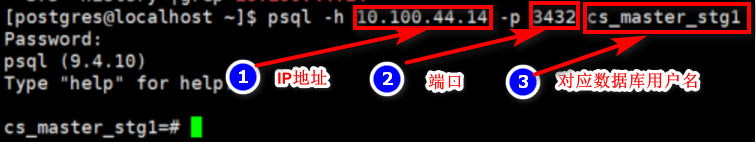 [postgres@localhost ~]$ psql -h 10.100.44.14 -p 3432 cs_master_stg1
Password:
psql (9.4.10)
Type "help" for help.
1 IP地址 2 端口 3 对应数据库用户名
cs_master_stg1=#